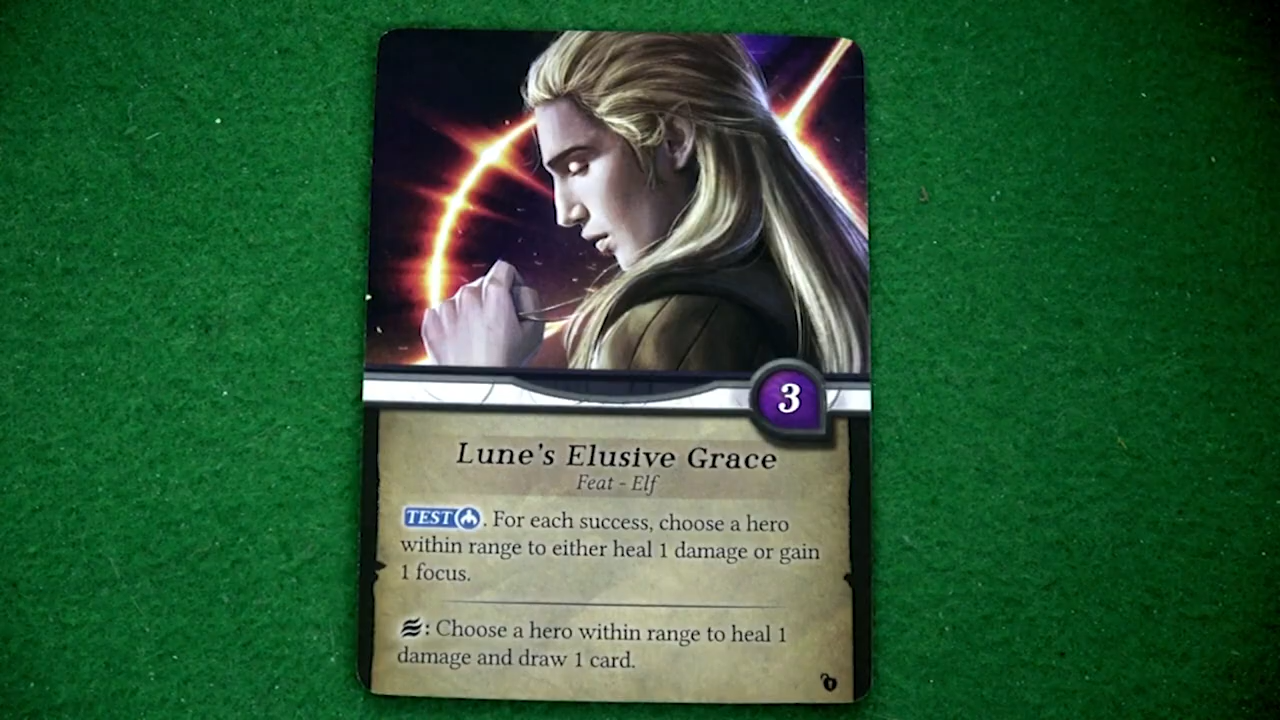 3
Lune's Elusive Grace
Feat - Elf
TEST. For each success, choose a hero
within range to either heal 1 damage or gain
1 focus.
: Choose a hero within range to heal 1
damage and draw 1 card.